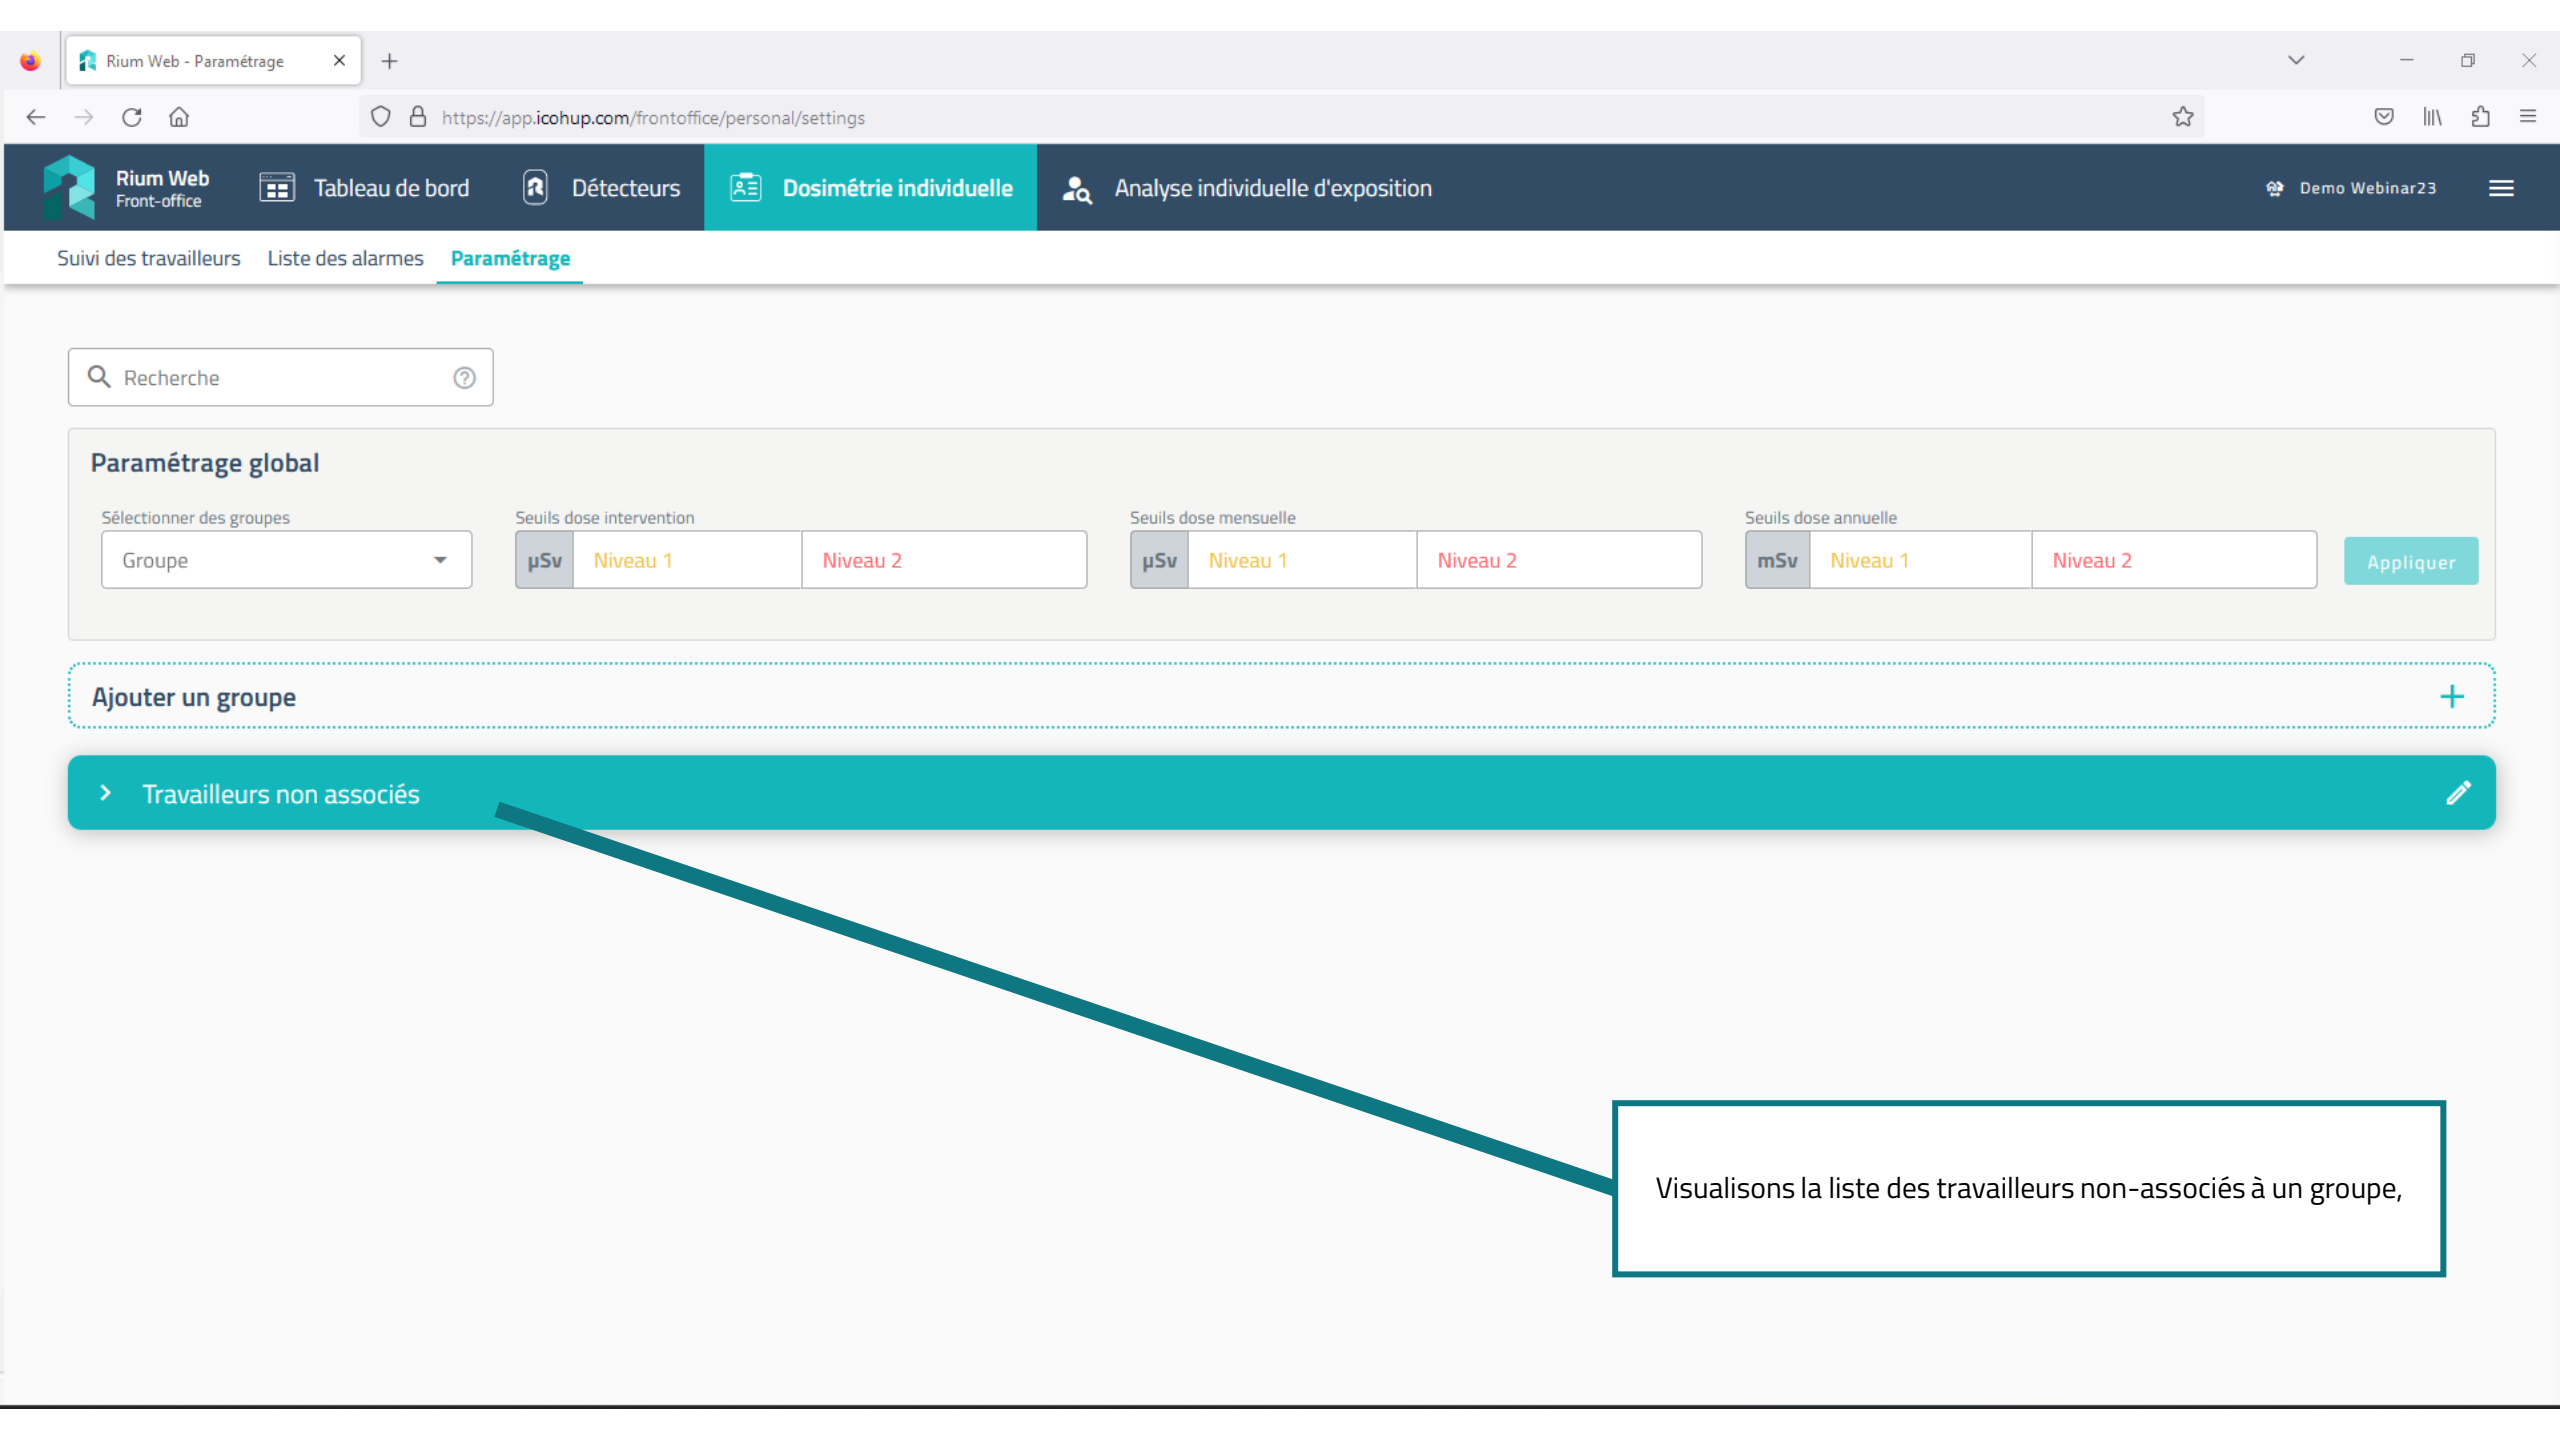 Rium Web - Paramétrage
https://app.icohup.com/frontoffice/personal/settings
Rium Web
Front-office
Tableau de bord
Détecteurs
Dosimétrie individuelle
Analyse individuelle d'exposition
Demo Webinar23
Suivi des travailleurs Liste des alarmes Paramétrage
Recherche
Paramétrage global
Sélectionner des groupes
Groupe
Seuils dose intervention
µSv Niveau 1 Niveau 2
Seuils dose mensuelle
µSv Niveau 1 Niveau 2
Seuils dose annuelle
mSv Niveau 1 Niveau 2
Appliquer
Ajouter un groupe
Travailleurs non associés
Visualisons la liste des travailleurs non-associés à un groupe,